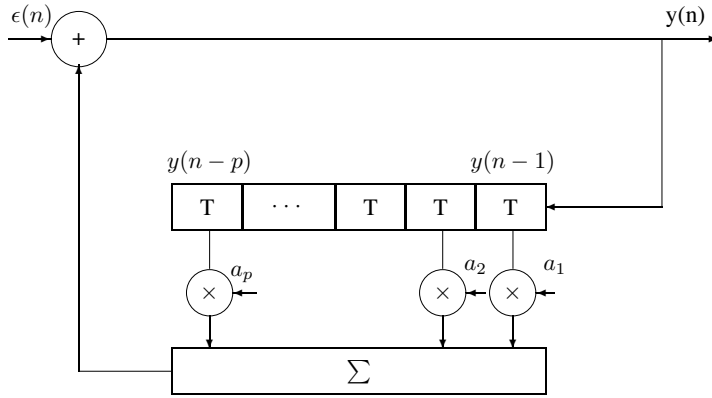 ϵ(n)
y(n)
+
y(n − p)
y(n − 1)
T ··· T T T
a_p
a_2
a_1
× × ×
∑